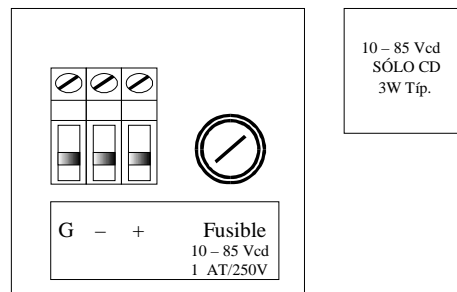 G – + Fusible
10 – 85 Vcd
1 AT/250V
10 – 85 Vcd
SÓLO CD
3W Típ.